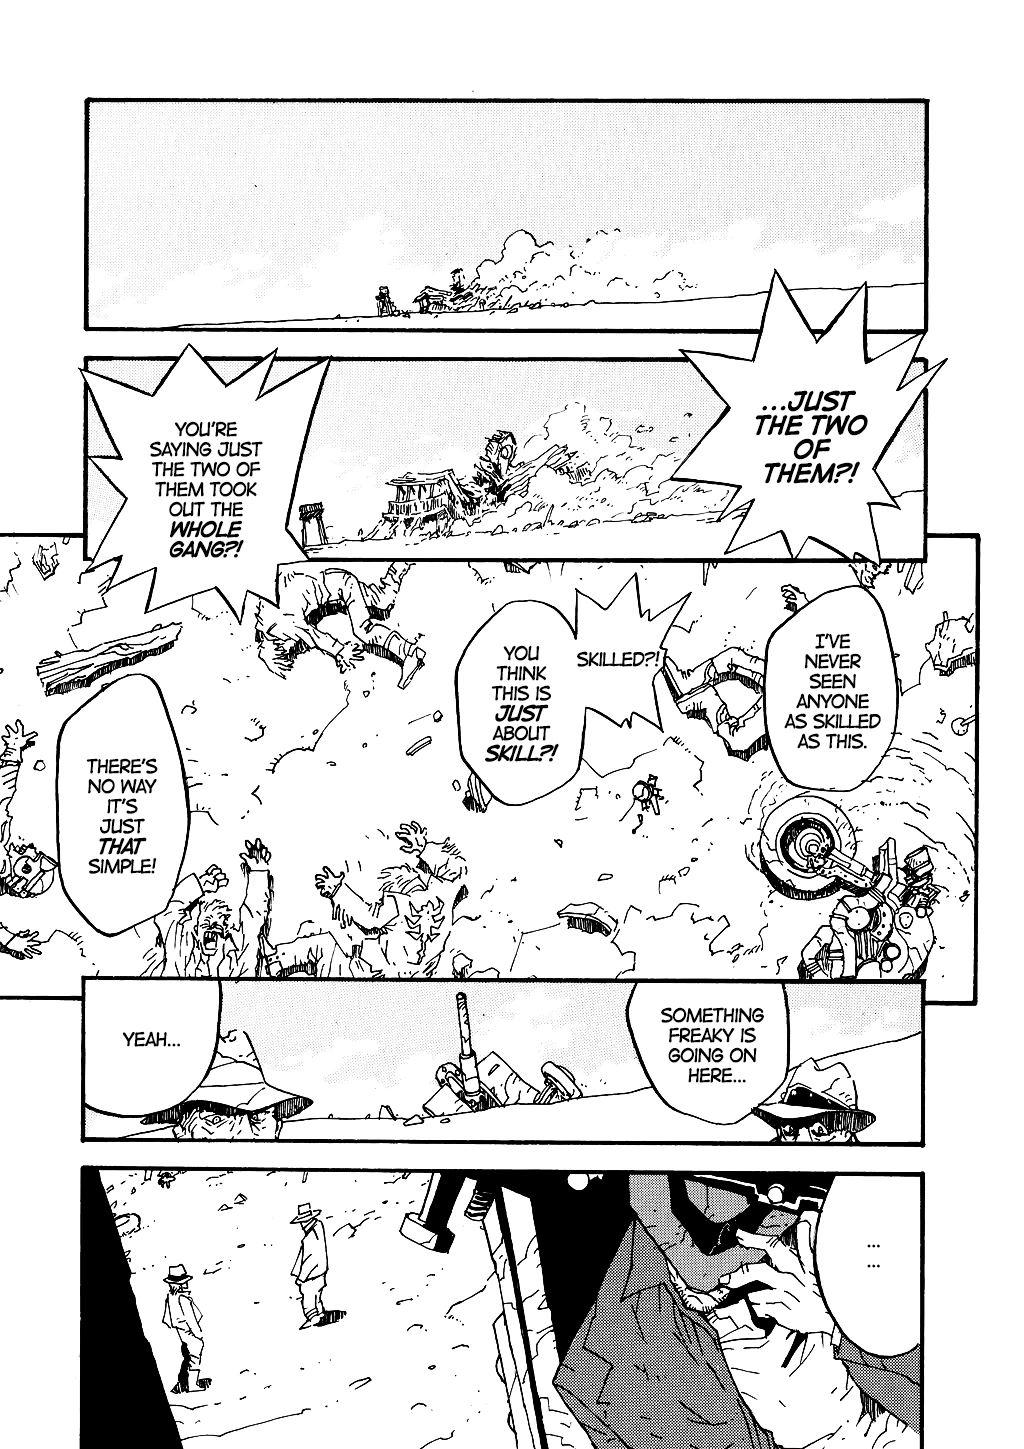 ...JUST
THE TWO
OF
THEM?!
YOU'RE
SAYING JUST
THE TWO OF
THEM TOOK
OUT THE
WHOLE
GANG?!
I'VE
NEVER
SEEN
ANYONE
AS SKILLED
AS THIS.
SKILLED?!
YOU
THINK
THIS IS
JUST
ABOUT
SKILL?!
THERE'S
NO WAY
IT'S
JUST
THAT
SIMPLE!
SOMETHING
FREAKY IS
GOING ON
HERE...
YEAH...
...
...